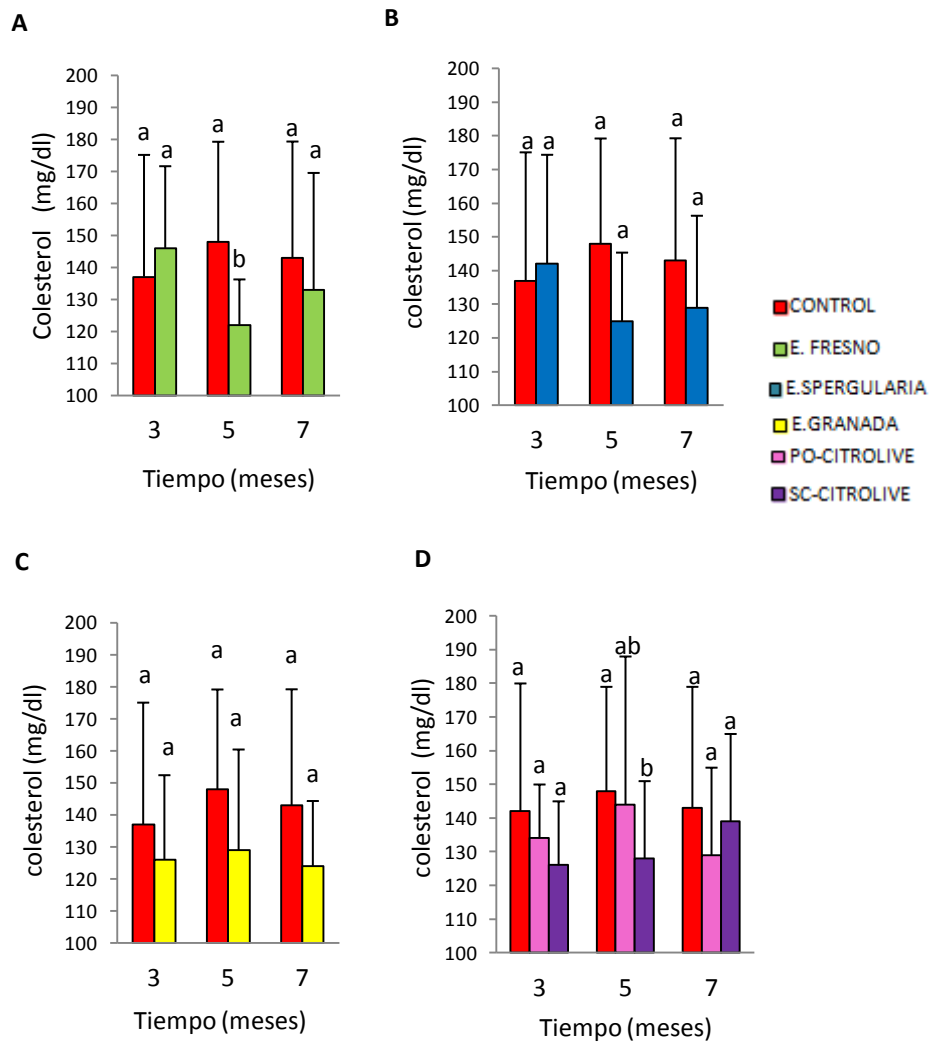 A
Colesterol (mg/dl)
200
190
180
170
160
150
140
130
120
110
100
a
a
a
b
a
a
3 5 7
Tiempo (meses)
B
colesterol (mg/dl)
200
190
180
170
160
150
140
130
120
110
100
a
a
a
a
a
a
3 5 7
Tiempo (meses)
CONTROL
E. FRESNO
E.SPERGULARIA
E.GRANADA
PO-CITROLIVE
SC-CITROLIVE
C
colesterol (mg/dl)
200
190
180
170
160
150
140
130
120
110
100
a
a
a
a
a
a
3 5 7
Tiempo (meses)
D
colesterol (mg/dl)
200
190
180
170
160
150
140
130
120
110
100
a
a
a
a
ab
b
a
a
a
3 5 7
Tiempo (meses)